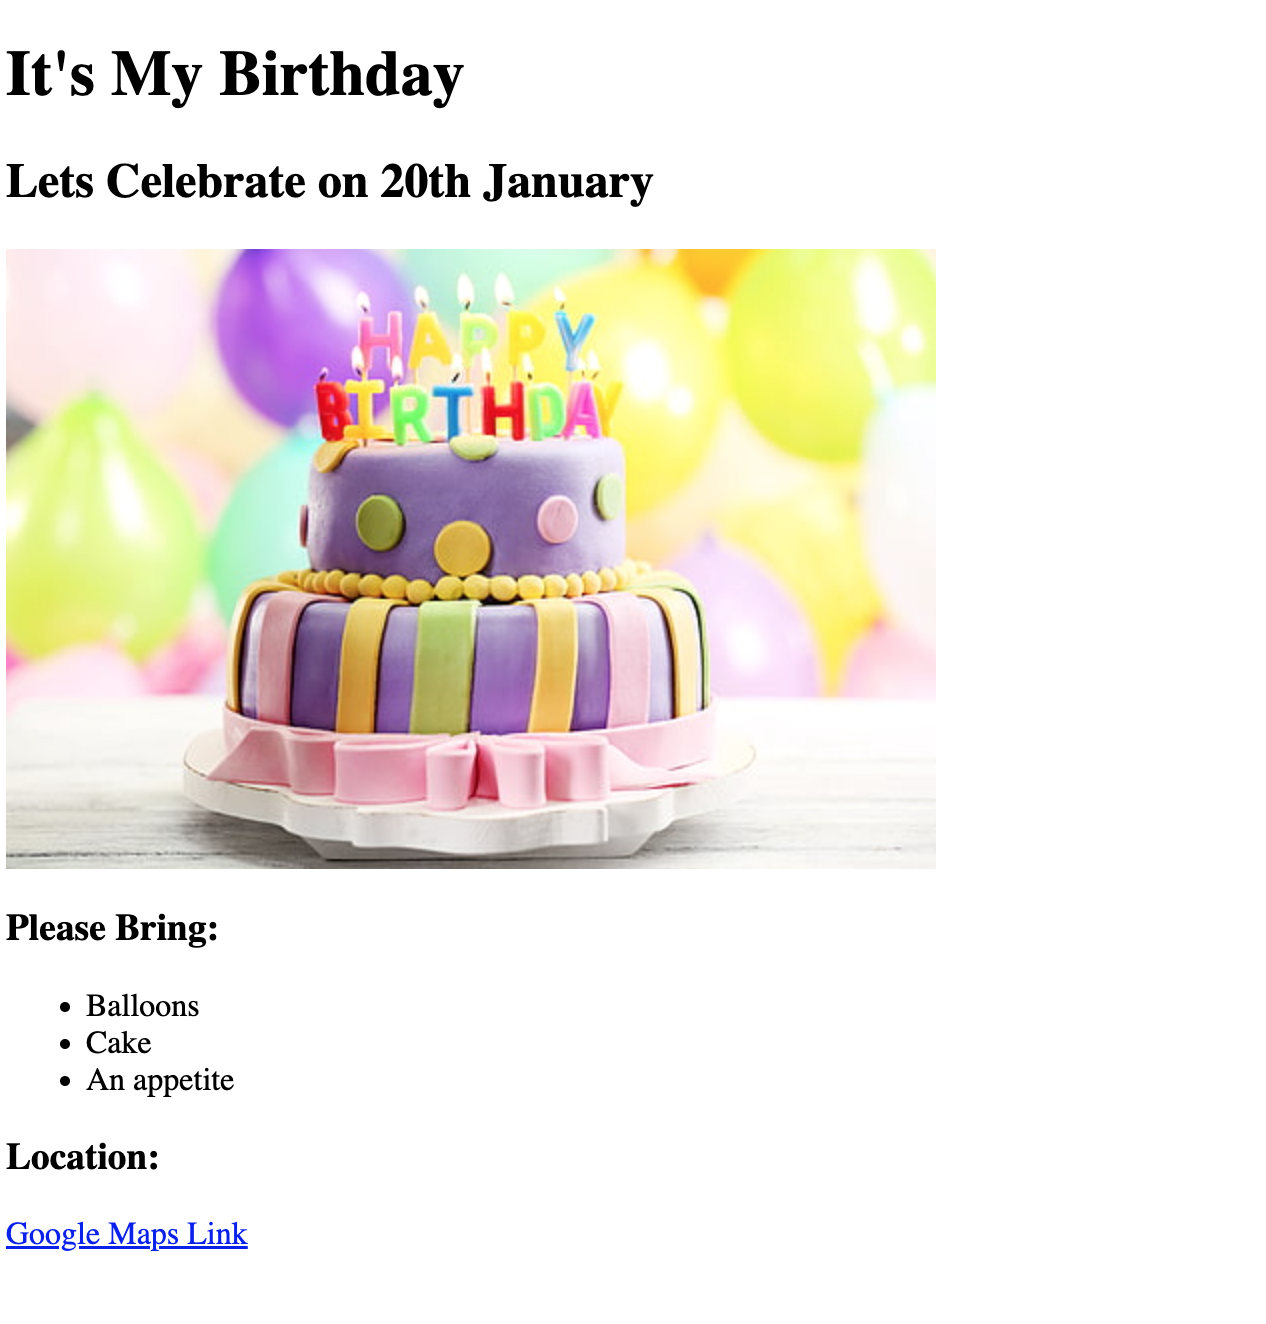 It's My Birthday
Lets Celebrate on 20th January
HAPPY
BIRTHDAY
Please Bring:
Balloons
Cake
An appetite
Location:
Google Maps Link